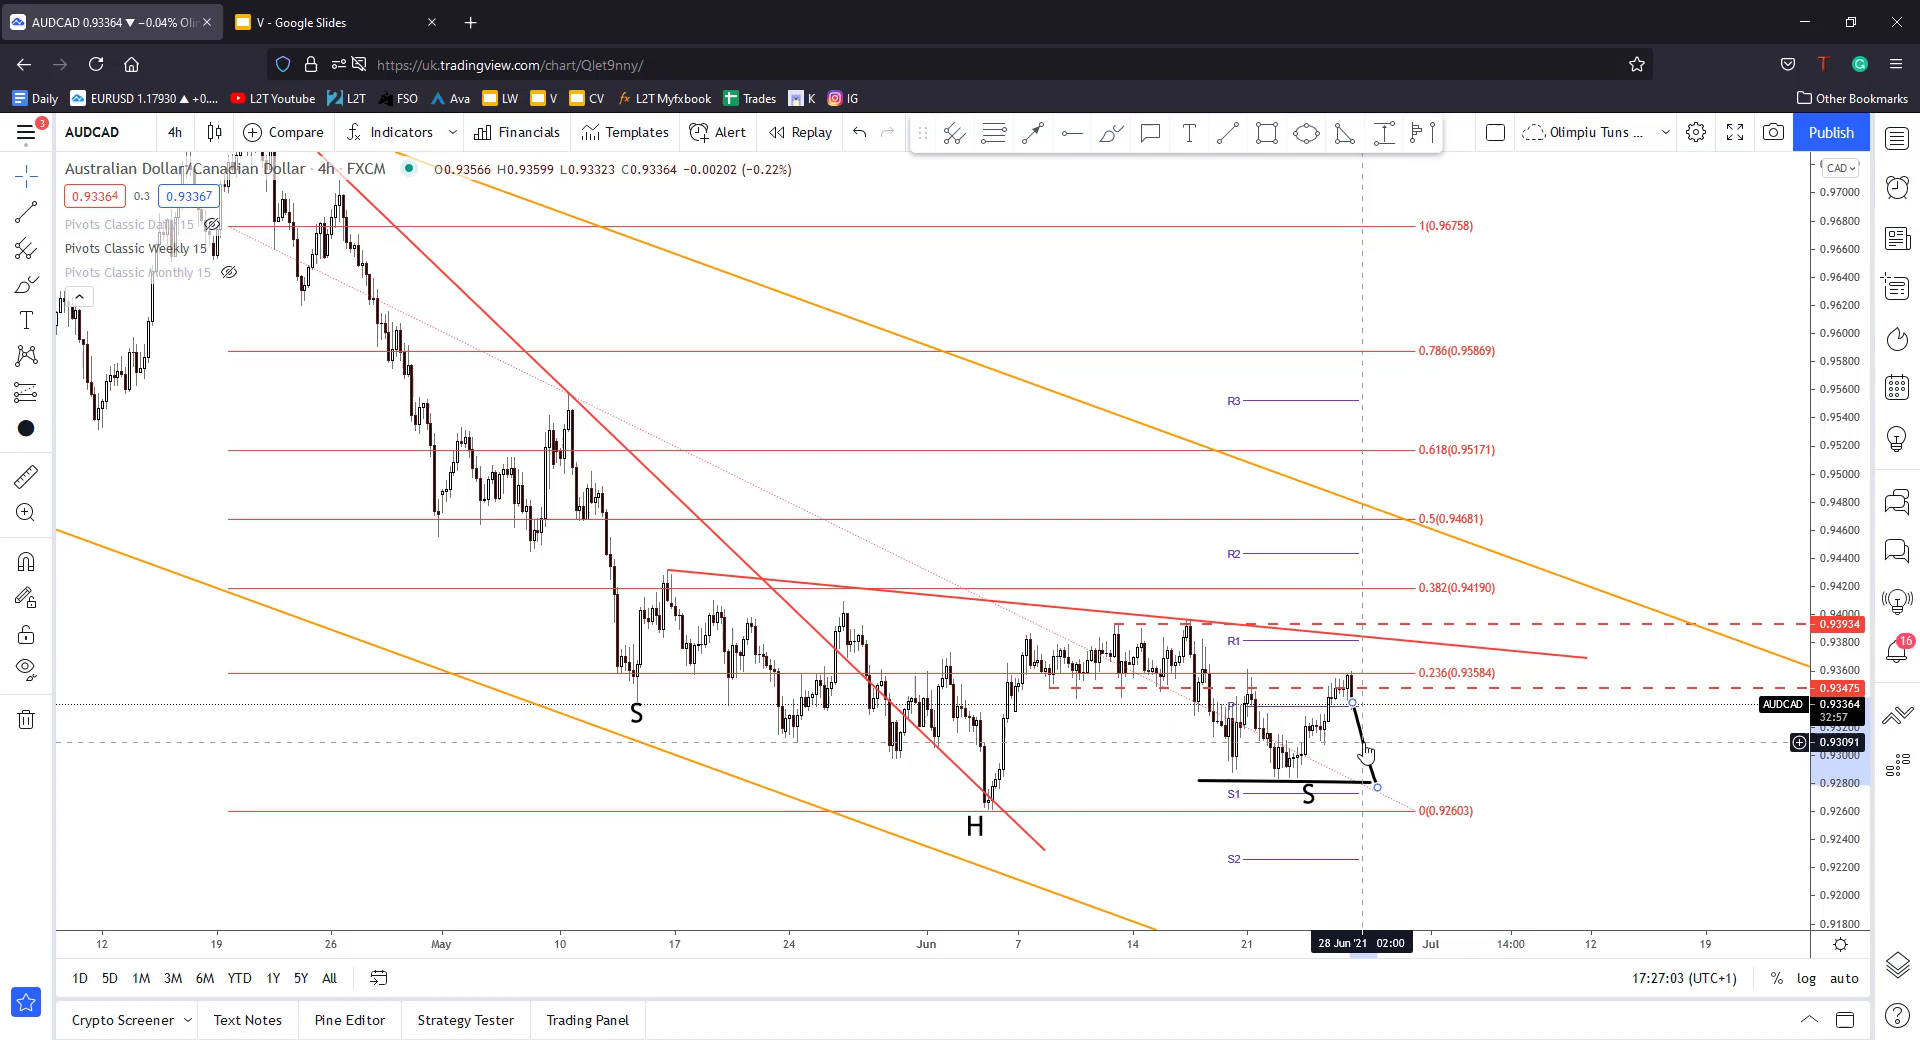 AUDCAD 0.93364 ▼ −0.04% Oli
V - Google Slides
https://uk.tradingview.com/chart/Qlet9nny/
Daily EURUSD 1.17930 ▲ +0.... L2T Youtube L2T FSO Ava LW V CV L2T Myfxbook Trades K IG Other Bookmarks
3
AUDCAD 4h Compare Indicators Financials Templates Alert Replay Olimpiu Tuns ... Publish
Australian Dollar/Canadian Dollar · 4h · FXCM O0.93566 H0.93599 L0.93323 C0.93364 −0.00202 (−0.22%)
CAD
0.93364 0.3 0.93367
Pivots Classic Daily 15
Pivots Classic Weekly 15
Pivots Classic Monthly 15
0.97000
0.96800
1(0.96758)
0.96600
0.96400
0.96200
0.96000
0.786(0.95869)
0.95800
0.95600
R3
0.95400
0.95200
0.618(0.95171)
0.95000
0.94800
0.5(0.94681)
0.94600
R2
0.94400
0.94200
0.382(0.94190)
0.94000
0.93934
R1
0.93800
16
0.93600
0.236(0.93584)
0.93475
P
S
AUDCAD 0.93364
32:57
0.93091
0.93000
0.92800
S1
S
0(0.92603)
0.92600
H
0.92400
S2
0.92200
0.92000
0.91800
12 19 26 May 10 17 24 Jun 7 14 21 28 Jun '21 02:00 Jul 14:00 12 19
1D 5D 1M 3M 6M YTD 1Y 5Y All 17:27:03 (UTC+1) % log auto
Crypto Screener Text Notes Pine Editor Strategy Tester Trading Panel